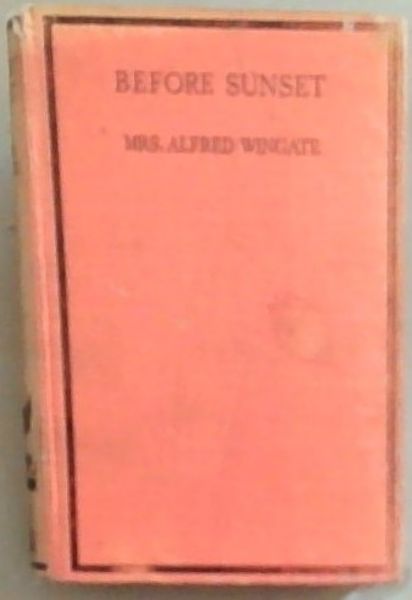 BEFORE SUNSET
MRS. ALFRED WINGATE